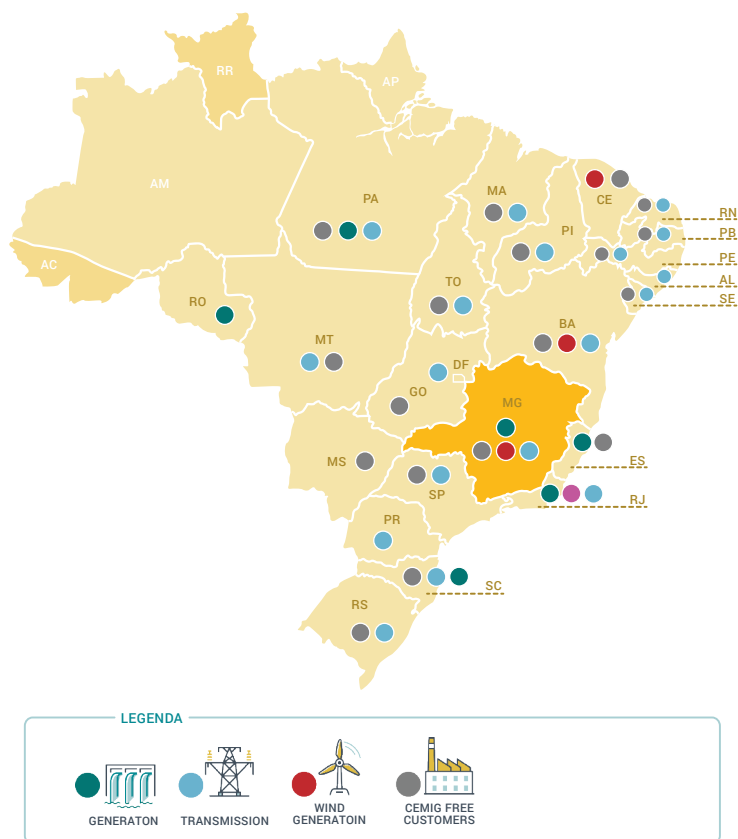 RR
AP
AM
PA
MA
CE
RN
PI
PB
PE
AC
TO
AL
SE
RO
BA
MT
DF
GO
MG
MS
ES
SP
RJ
PR
SC
RS
LEGENDA
GENERATON
TRANSMISSION
WIND
GENERATOIN
CEMIG FREE
CUSTOMERS